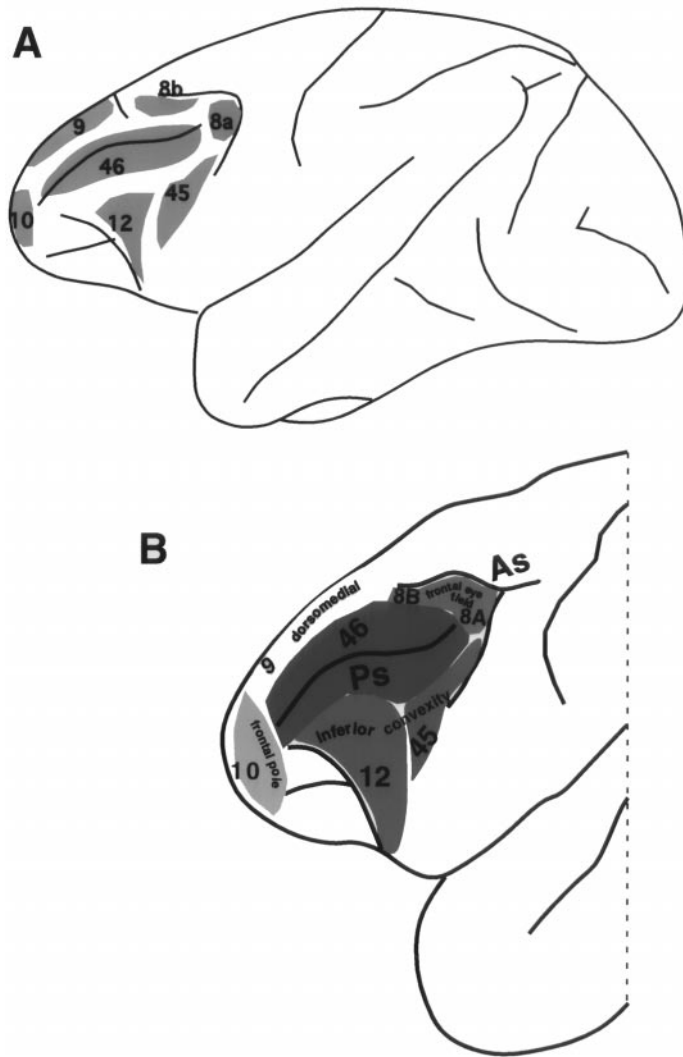 A
8b
9
8a
46
45
10
12
B
As
8B
frontal eye
field
8A
dorsomedial
46
9
Ps
Inferior convexity
45
frontal pole
10
12